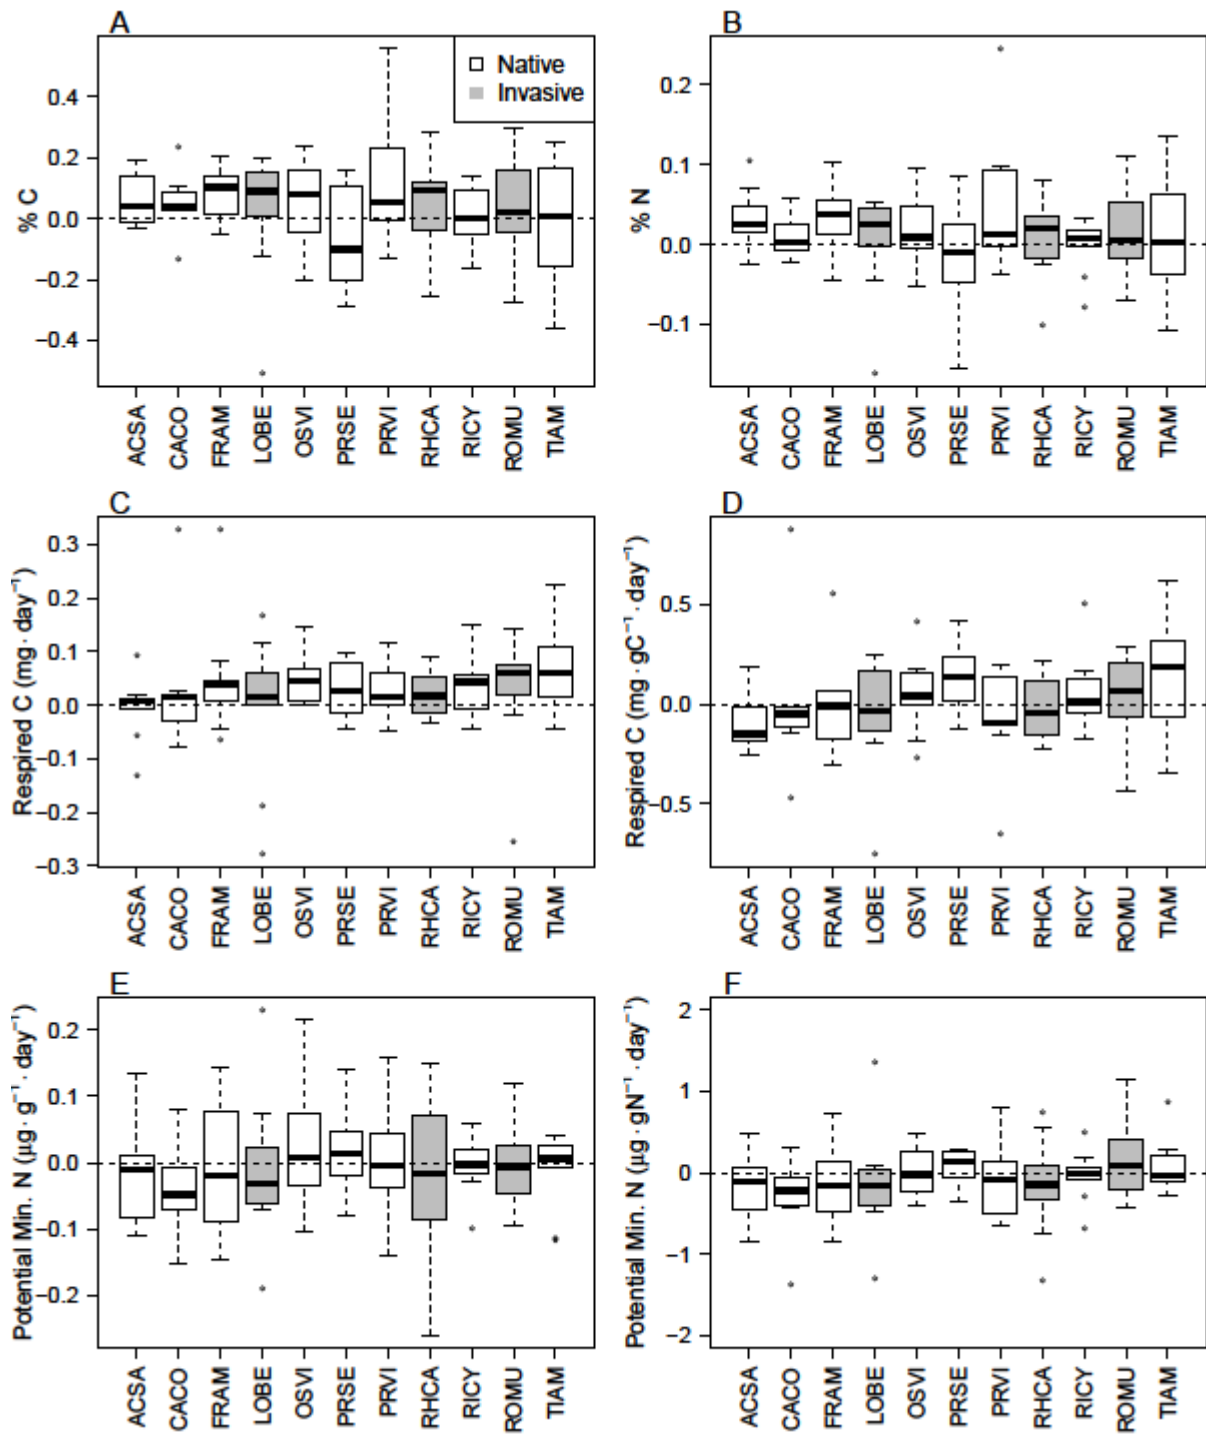 A
Native
Invasive
% C
0.4
0.2
0.0
−0.2
−0.4
ACSA
CACO
FRAM
LOBE
OSVI
PRSE
PRVI
RHCA
RICY
ROMU
TIAM
B
% N
0.2
0.1
0.0
−0.1
ACSA
CACO
FRAM
LOBE
OSVI
PRSE
PRVI
RHCA
RICY
ROMU
TIAM
C
Respired C (mg · day⁻¹)
0.3
0.2
0.1
0.0
−0.1
−0.2
−0.3
ACSA
CACO
FRAM
LOBE
OSVI
PRSE
PRVI
RHCA
RICY
ROMU
TIAM
D
Respired C (mg · gC⁻¹ · day⁻¹)
0.5
0.0
−0.5
ACSA
CACO
FRAM
LOBE
OSVI
PRSE
PRVI
RHCA
RICY
ROMU
TIAM
E
Potential Min. N (μg · g⁻¹ · day⁻¹)
0.2
0.1
0.0
−0.1
−0.2
ACSA
CACO
FRAM
LOBE
OSVI
PRSE
PRVI
RHCA
RICY
ROMU
TIAM
F
Potential Min. N (μg · gN⁻¹ · day⁻¹)
2
1
0
−1
−2
ACSA
CACO
FRAM
LOBE
OSVI
PRSE
PRVI
RHCA
RICY
ROMU
TIAM